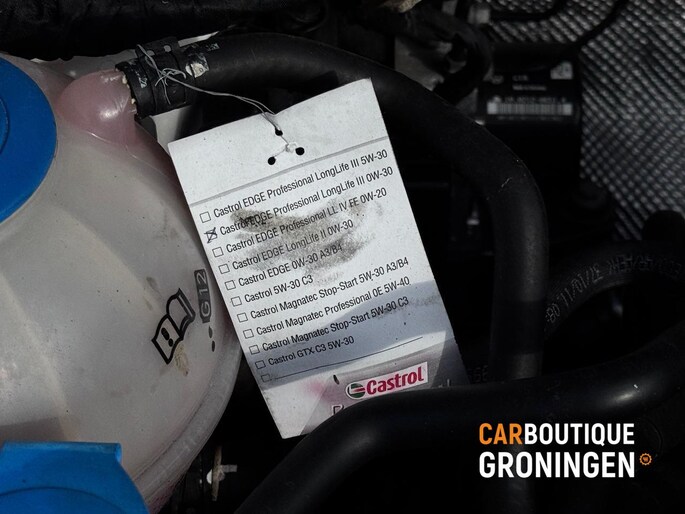 Castrol EDGE Professional LongLife III 5W-30
Castrol EDGE Professional LongLife III 0W-30
Castrol EDGE Professional LL IV FE 0W-20
Castrol EDGE LongLife II 0W-30
Castrol EDGE 0W-30 A3/B4
Castrol 5W-30 C3
Castrol Magnatec Stop-Start 5W-30 A3/B4
Castrol Magnatec Professional OE 5W-40
Castrol Magnatec Stop-Start 5W-30 C3
Castrol GTX C3 5W-30
Castrol
G12
CARBOUTIQUE
GRONINGEN